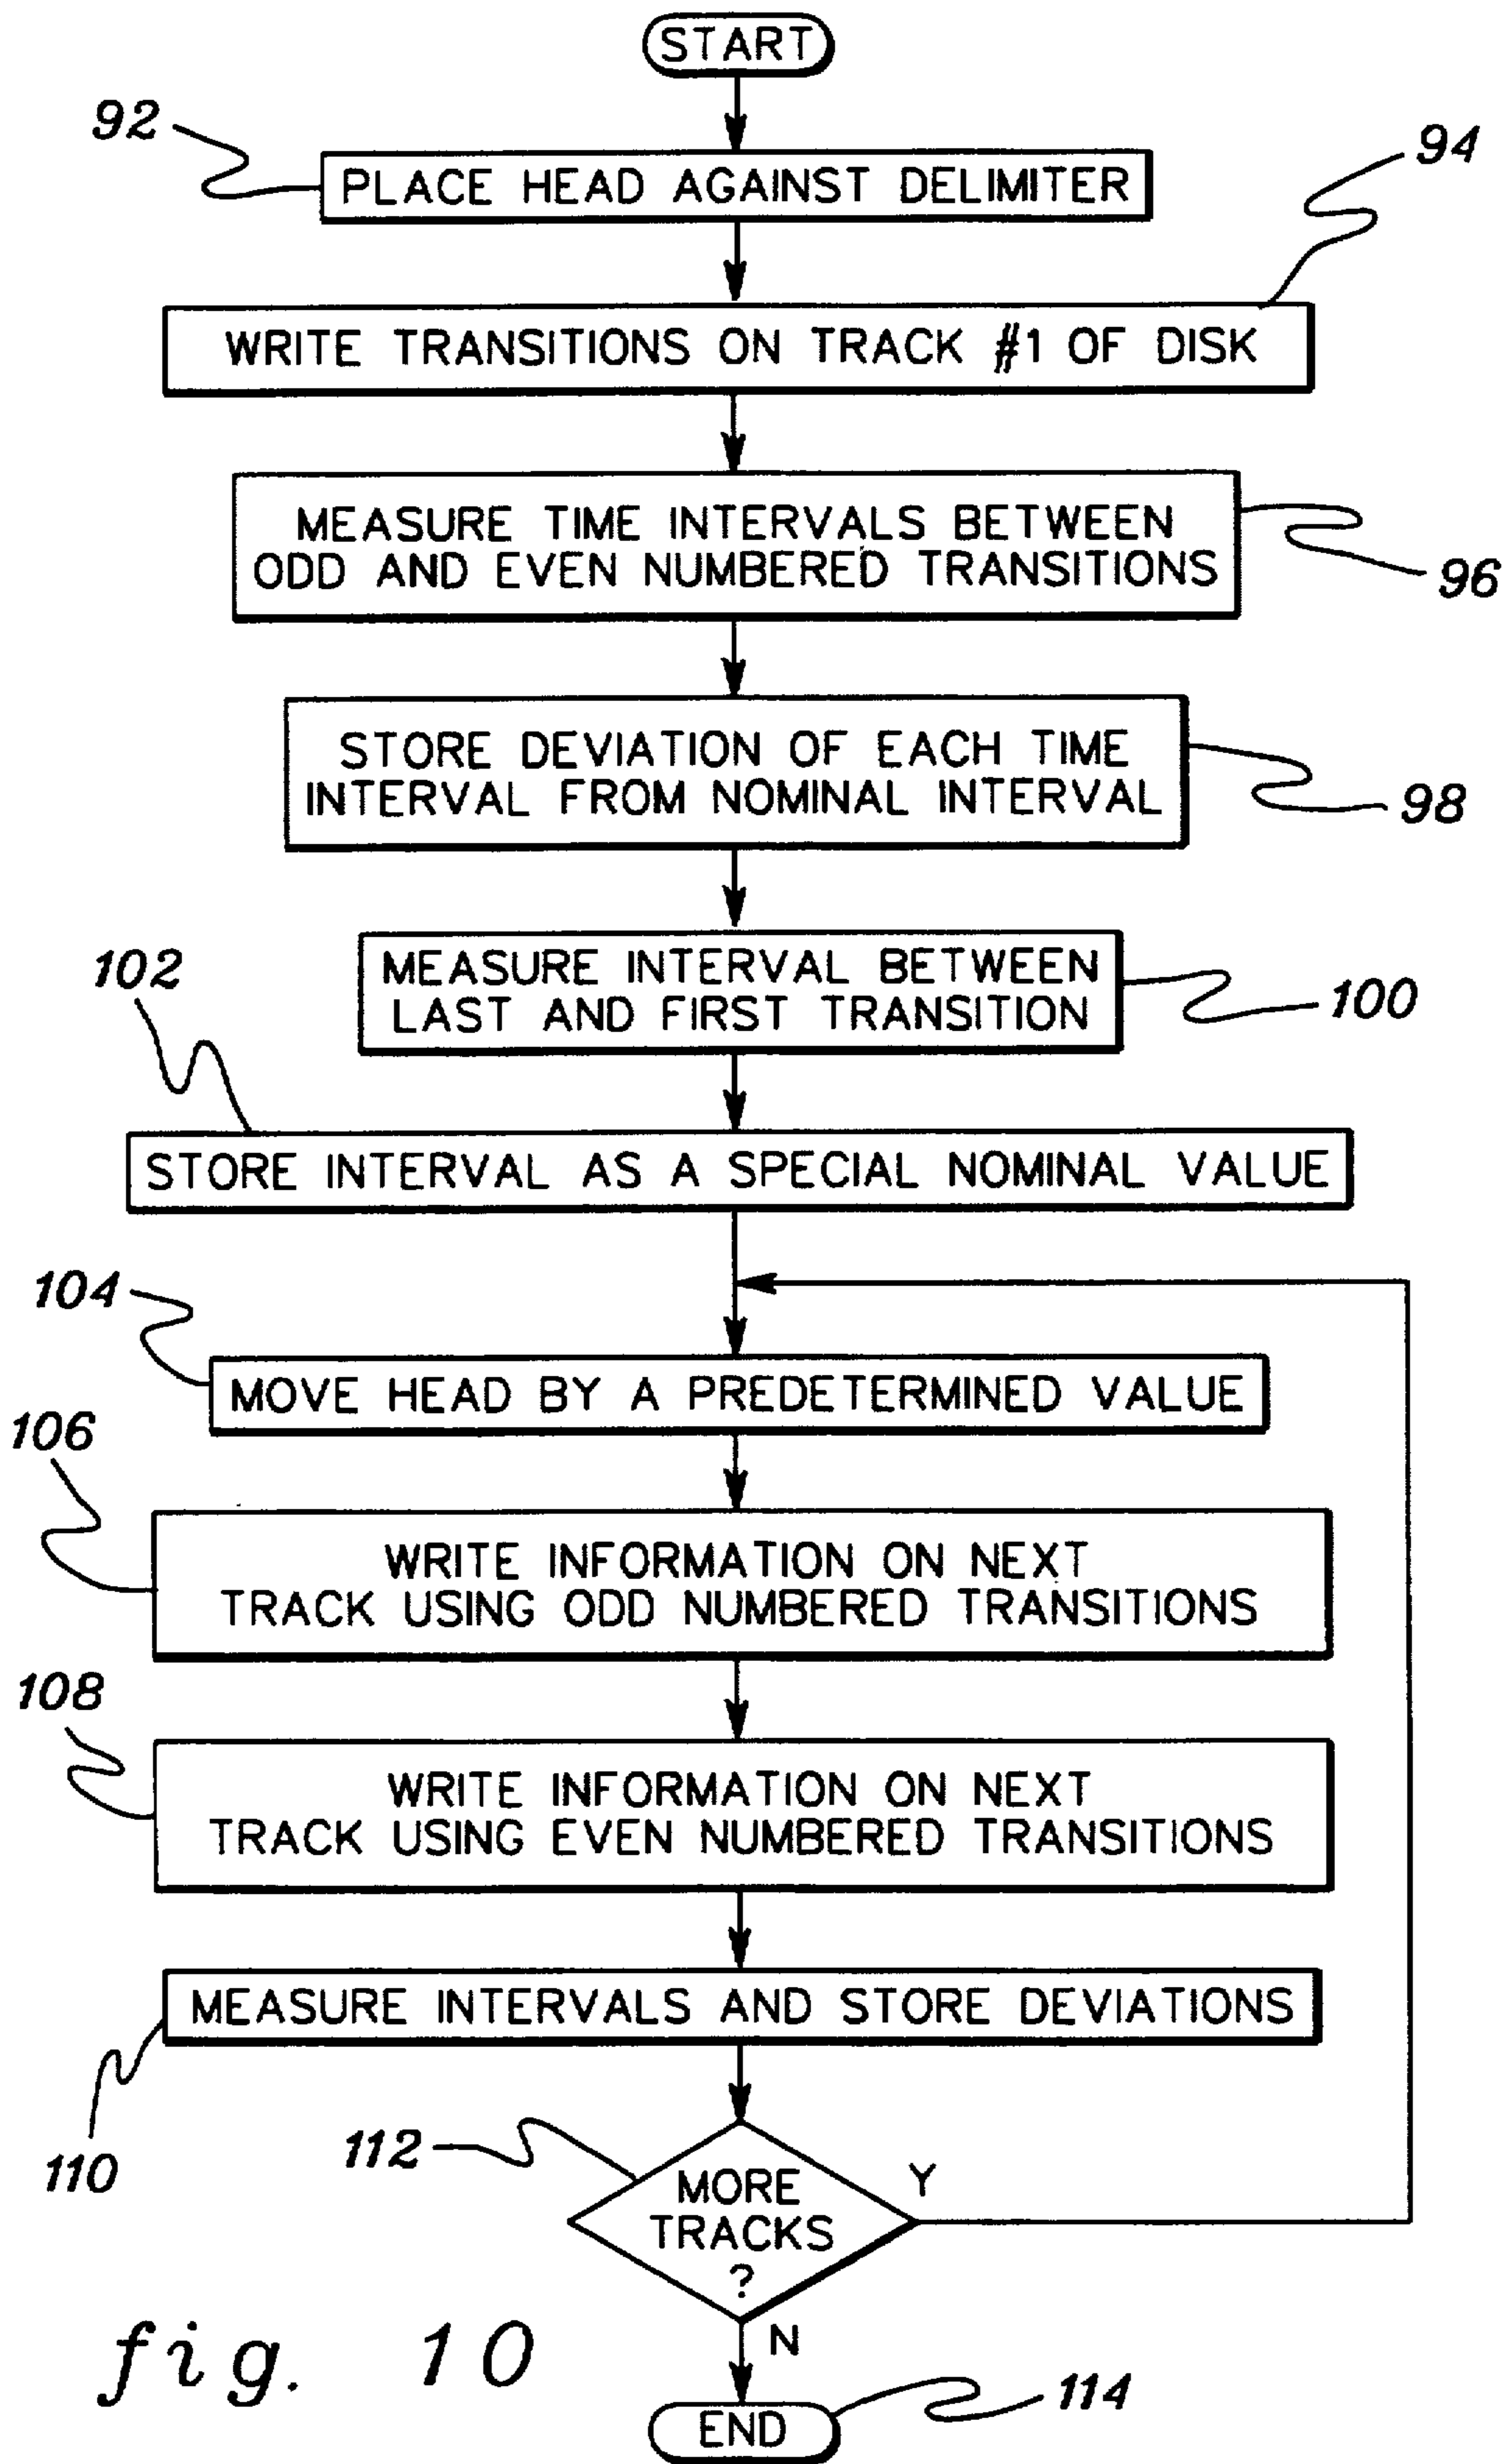 START
92
PLACE HEAD AGAINST DELIMITER
94
WRITE TRANSITIONS ON TRACK #1 OF DISK
MEASURE TIME INTERVALS BETWEEN
ODD AND EVEN NUMBERED TRANSITIONS
96
STORE DEVIATION OF EACH TIME
INTERVAL FROM NOMINAL INTERVAL
98
MEASURE INTERVAL BETWEEN
LAST AND FIRST TRANSITION
100
102
STORE INTERVAL AS A SPECIAL NOMINAL VALUE
104
MOVE HEAD BY A PREDETERMINED VALUE
106
WRITE INFORMATION ON NEXT
TRACK USING ODD NUMBERED TRANSITIONS
108
WRITE INFORMATION ON NEXT
TRACK USING EVEN NUMBERED TRANSITIONS
MEASURE INTERVALS AND STORE DEVIATIONS
110
112
MORE
TRACKS
?
Y
N
fig. 10
END
114